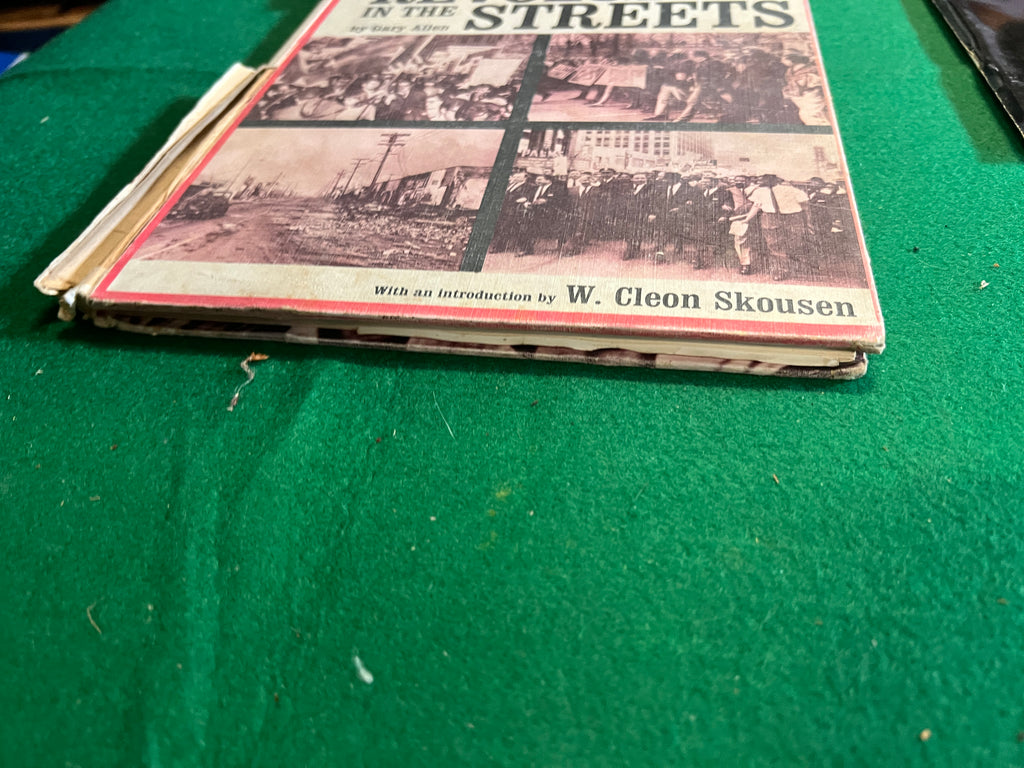 IN THE STREETS
by Gary Allen
With an introduction by W. Cleon Skousen